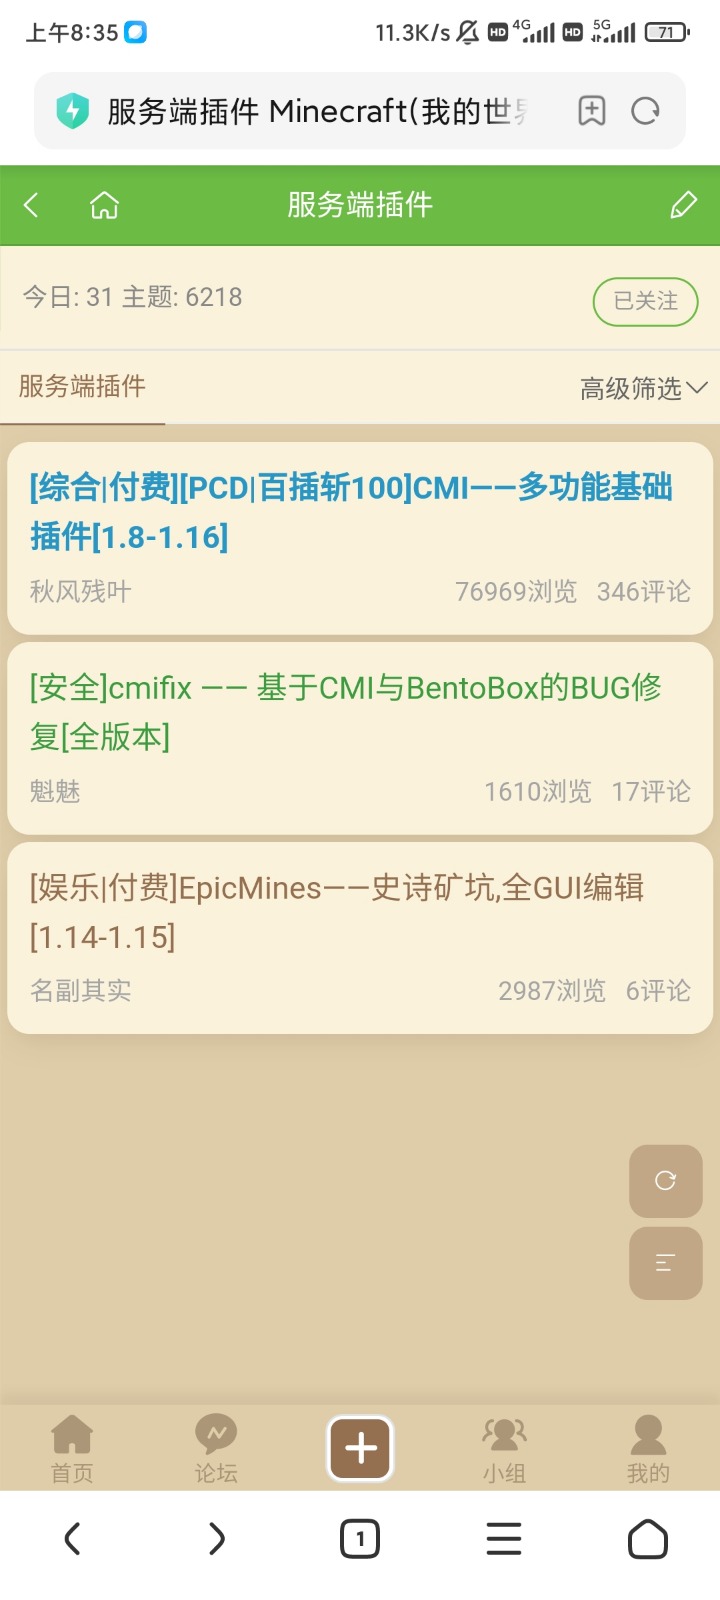 上午8:35
11.3K/s HD 4G HD 5G 71
服务端插件 Minecraft(我的世
服务端插件
今日: 31 主题: 6218
已关注
服务端插件
高级筛选
[综合|付费][PCD|百插斩100]CMI——多功能基础
插件[1.8-1.16]
秋风残叶
76969浏览 346评论
[安全]cmifix —— 基于CMI与BentoBox的BUG修
复[全版本]
魁魅
1610浏览 17评论
[娱乐|付费]EpicMines——史诗矿坑,全GUI编辑
[1.14-1.15]
名副其实
2987浏览 6评论
首页
论坛
小组
我的
1